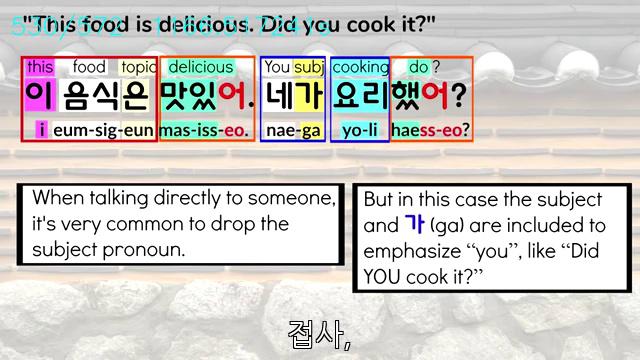 "This food is delicious. Did you cook it?"
this food topic delicious You subj cooking do ?
이 음식은 맛있어. 네가 요리했어?
i eum-sig-eun mas-iss-eo. nae-ga yo-li haess-eo?
When talking directly to someone,
it's very common to drop the
subject pronoun.
But in this case the subject
and 가 (ga) are included to
emphasize “you”, like “Did
YOU cook it?”
접사,